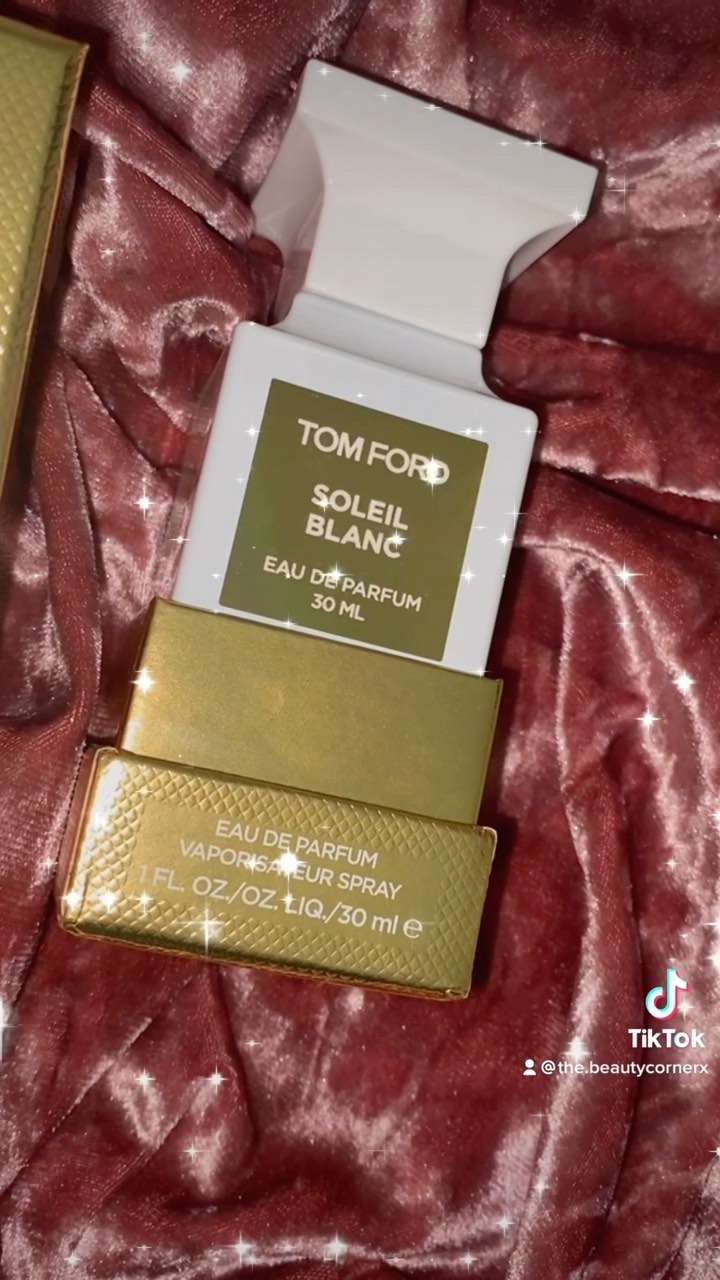 TOM FORD
SOLEIL
BLANC
EAU DE PARFUM
30 ML
EAU DE PARFUM
VAPORISATEUR SPRAY
1 FL. OZ./OZ. LIQ./30 ml ℮
TikTok
@the.beautycornerx